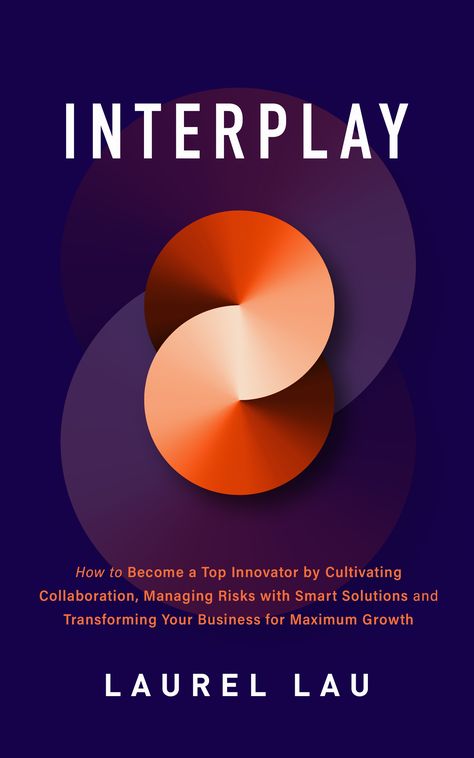 INTERPLAY
How to Become a Top Innovator by Cultivating
Collaboration, Managing Risks with Smart Solutions and
Transforming Your Business for Maximum Growth
LAUREL LAU